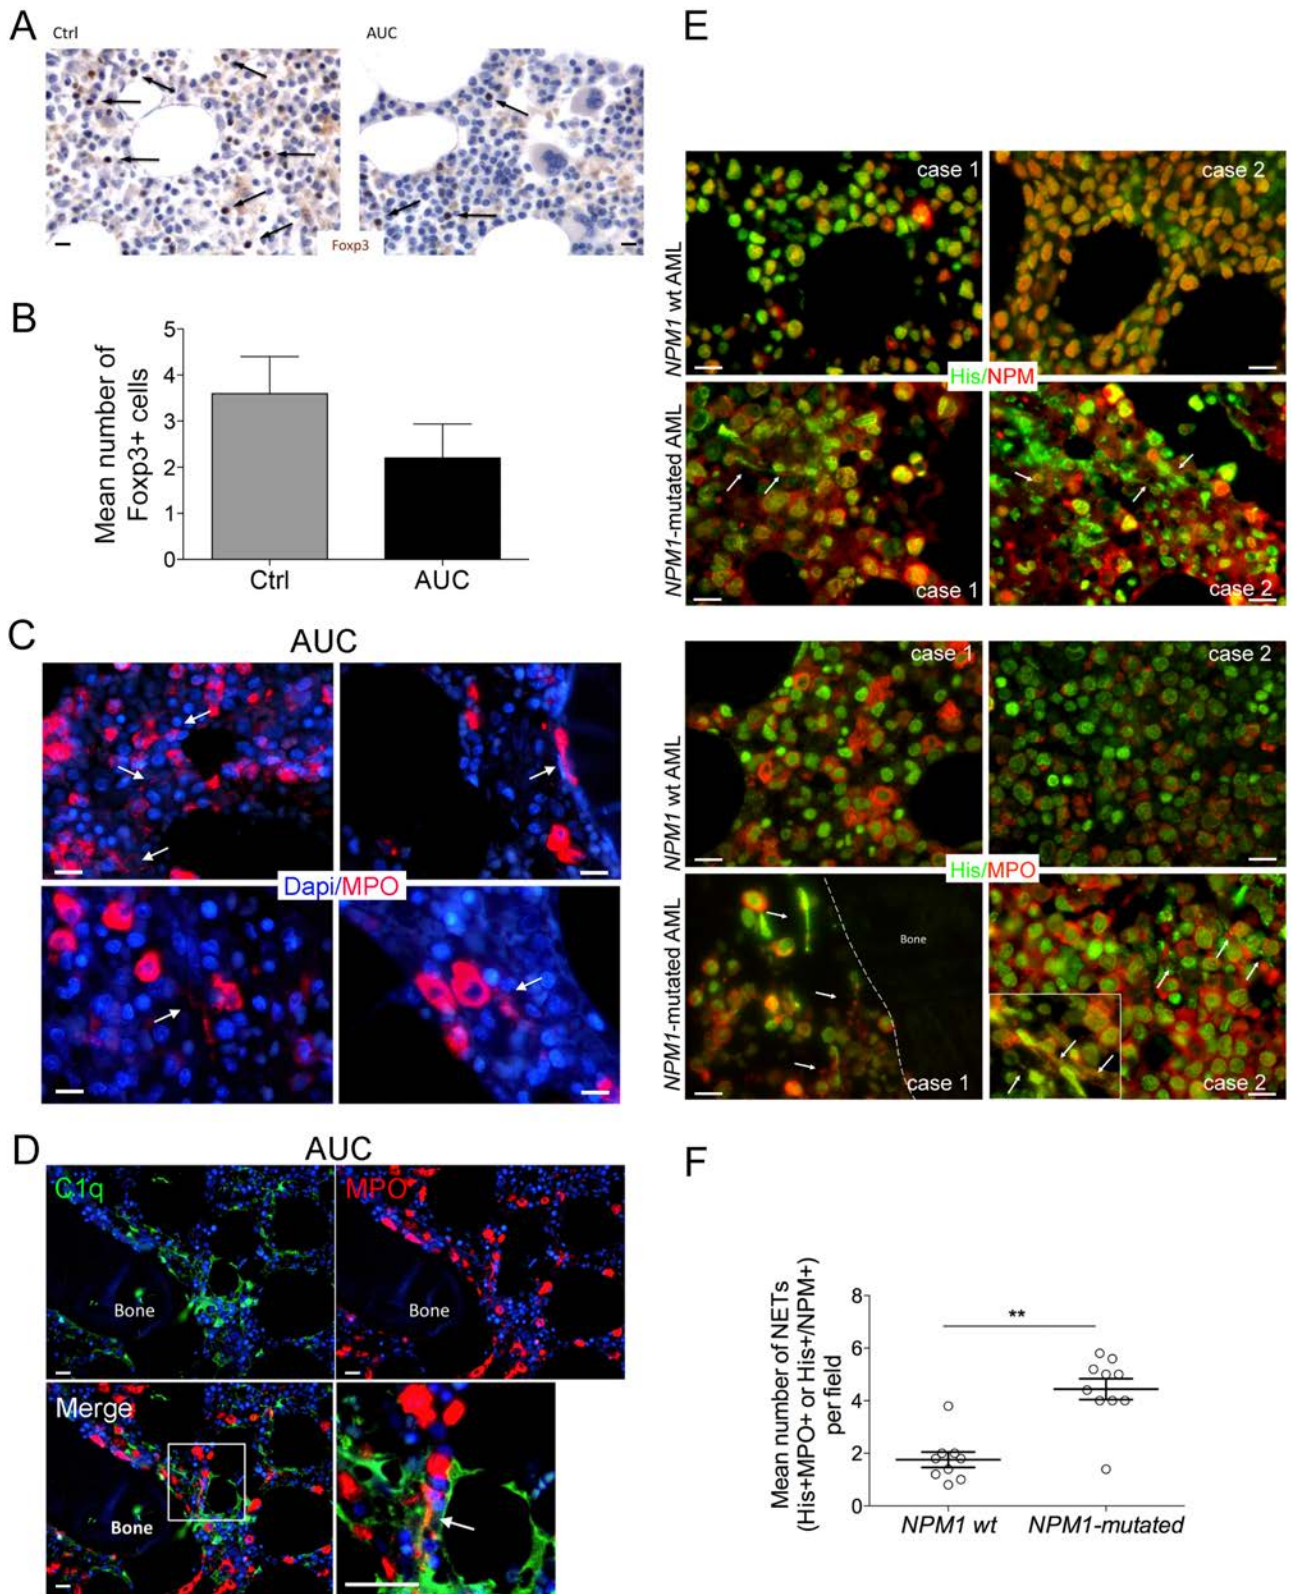 A
Ctrl
AUC
Foxp3
B
Mean number of
Foxp3+ cells
5
4
3
2
1
0
Ctrl
AUC
C
AUC
Dapi/MPO
D
AUC
C1q
MPO
Bone
Bone
Merge
Bone
E
NPM1 wt AML
case 1
case 2
His/NPM
NPM1-mutated AML
case 1
case 2
NPM1 wt AML
case 1
case 2
His/MPO
NPM1-mutated AML
Bone
case 1
case 2
F
Mean number of NETs
(His+MPO+ or His+/NPM+)
per field
8
6
4
2
0
**
NPM1 wt
NPM1-mutated